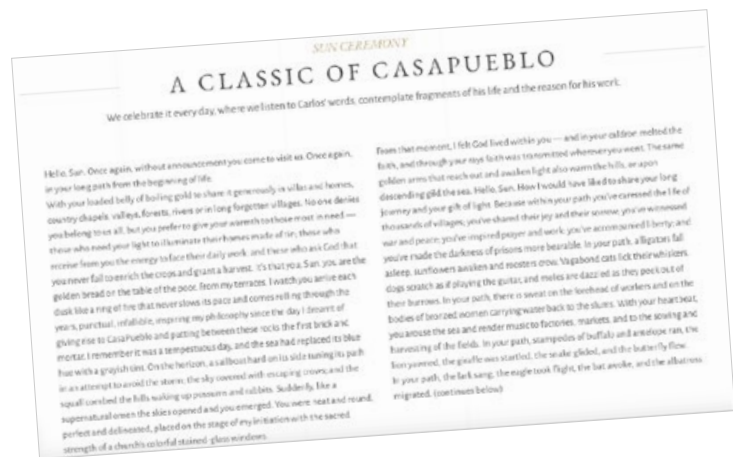 SUN CEREMONY
A CLASSIC OF CASAPUEBLO
We celebrate it every day, where we listen to Carlos' words, contemplate fragments of his life and the reason for his work.
Hello, Sun. Once again, without announcement you come to visit us. Once again,
in your long path from the beginning of life.
With your loaded belly of boiling gold to share it generously in villas and homes,
country chapels, valleys, forests, rivers or in long forgotten villages. No one denies
you belong to us all, but you prefer to give your warmth to those most in need —
those who need your light to illuminate their homes made of tin, those who
receive from you the energy to face their daily work, and those who ask God that
you never fail to enrich the crops and grant a harvest. It's that you, Sun, you are the
golden bread on the table of the poor. From my terraces, I watch you arrive each
dusk like a ring of fire that never slows its pace and comes rolling through the
years, punctual, infallible, inspiring my philosophy since the day I dreamt of
giving rise to CasaPueblo and putting between these rocks the first brick and
mortar. I remember it was a tempestuous day, and the sea had replaced its blue
hue with a grayish tint. On the horizon, a sailboat hard on its side tuning its path
in an attempt to avoid the storm; the sky covered with escaping crows; and the
squall combed the hills waking up possums and rabbits. Suddenly, like a
supernatural omen the skies opened and you emerged. You were neat and round,
perfect and delineated, placed on the stage of my initiation with the sacred
strength of a church's colorful stained-glass windows.
From that moment, I felt God lived within you — and in your caldron melted the
faith, and through your rays faith was transmitted wherever you went. The same
golden arms that reach out and awaken light also warm the hills, or upon
descending gild the sea. Hello, Sun. How I would have liked to share your long
journey and your gift of light. Because within your path you've caressed the life of
thousands of villages; you've shared their joy and their sorrow; you've witnessed
war and peace; you've inspired prayer and work; you've accompanied liberty; and
you've made the darkness of prisons more bearable. In your path, alligators fall
asleep, sunflowers awaken and roosters crow. Vagabond cats lick their whiskers,
dogs scratch as if playing the guitar, and moles are dazzled as they peek out of
their burrows. In your path, there is sweat on the forehead of workers and on the
bodies of bronzed women carrying water back to the slums. With your heart beat,
you arouse the sea and render music to factories, markets, and to the sowing and
harvesting of the fields. In your path, stampedes of buffalo and antelope ran, the
lion yawned, the giraffe was startled, the snake glided, and the butterfly flew.
In your path, the lark sang, the eagle took flight, the bat awoke, and the albatross
migrated. (continues below)